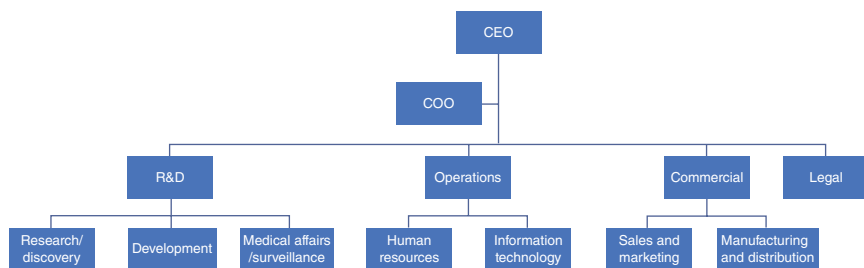 CEO
COO
R&D
Operations
Commercial
Legal
Research/
discovery
Development
Medical affairs
/surveillance
Human
resources
Information
technology
Sales and
marketing
Manufacturing
and distribution